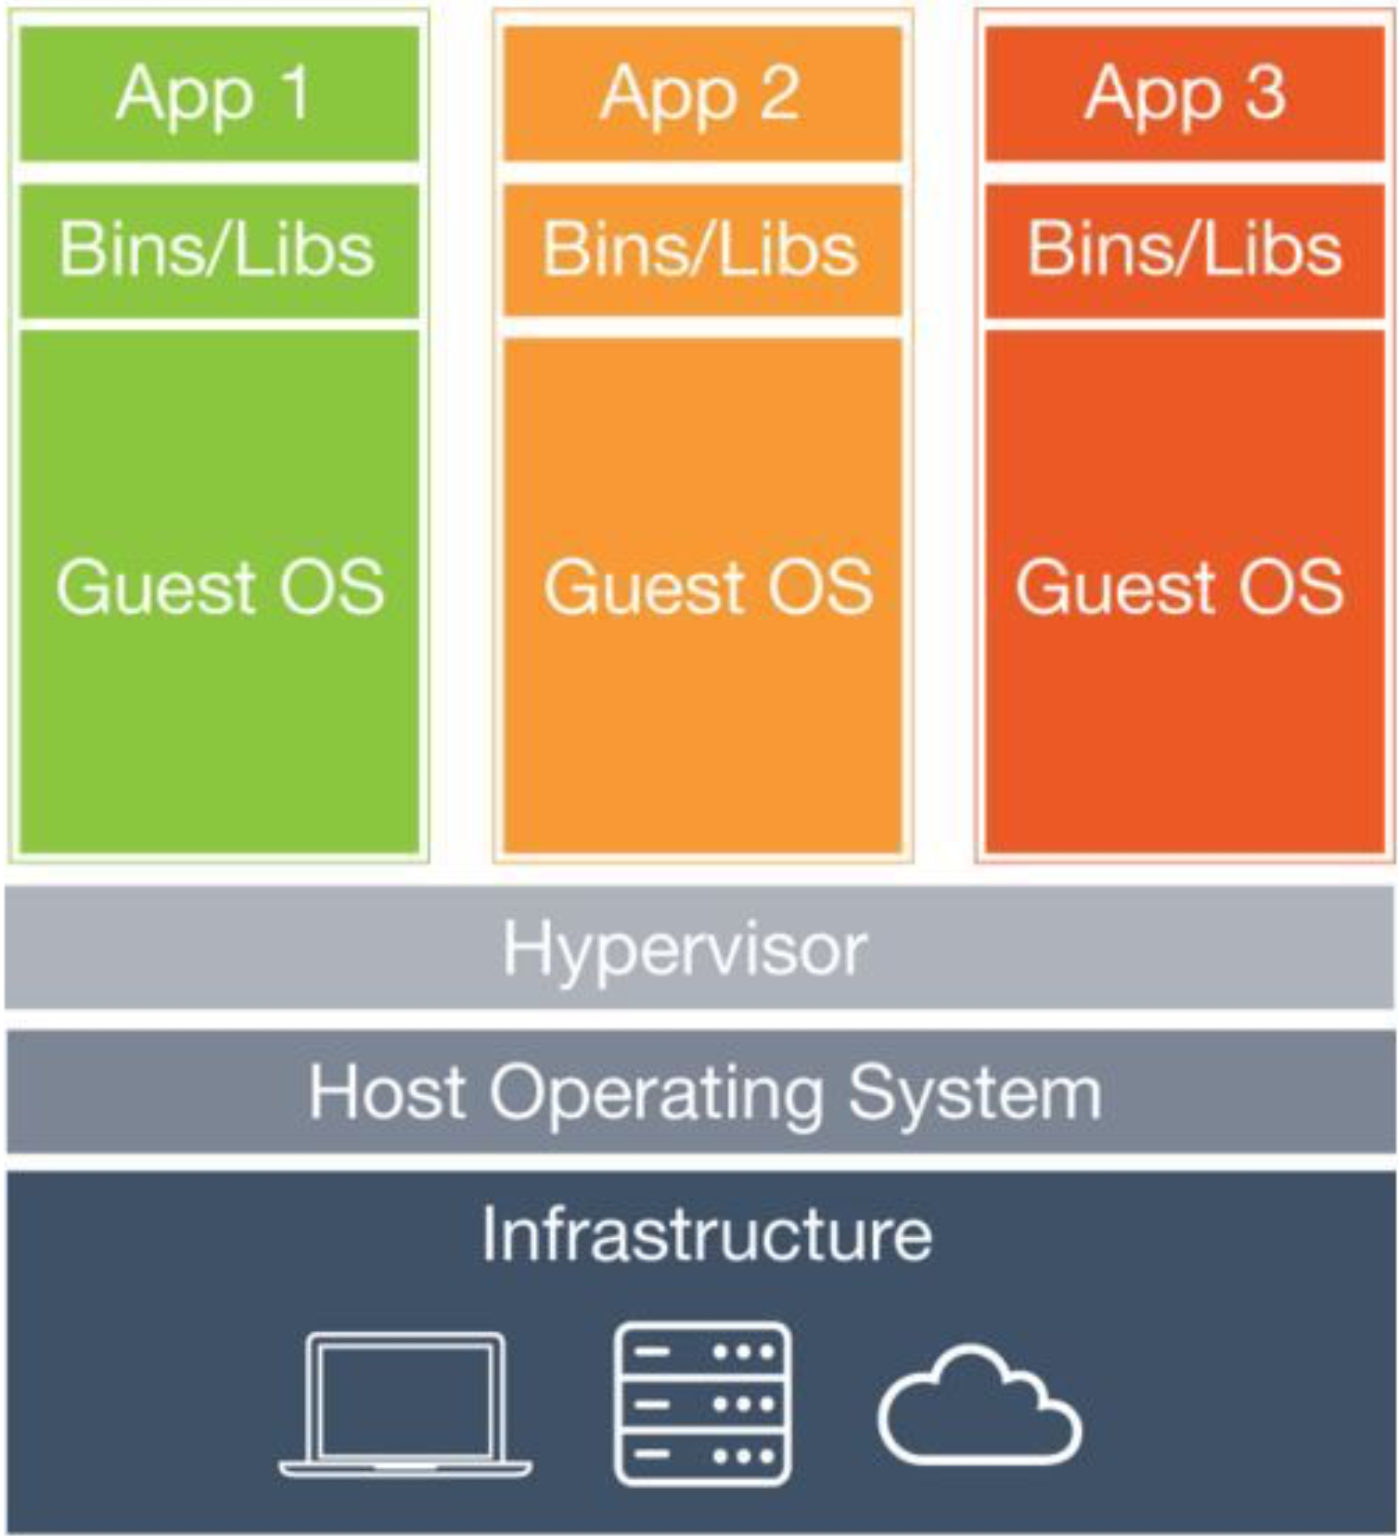 App 1
App 2
App 3
Bins/Libs
Bins/Libs
Bins/Libs
Guest OS
Guest OS
Guest OS
Hypervisor
Host Operating System
Infrastructure